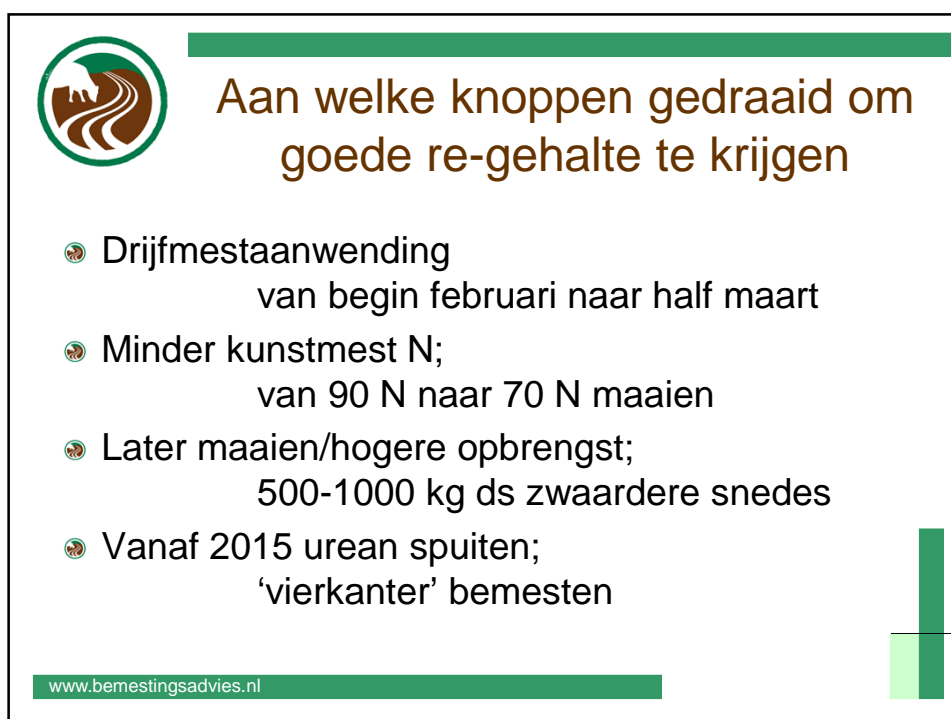 Aan welke knoppen gedraaid om
goede re-gehalte te krijgen
Drijfmestaanwending
van begin februari naar half maart
Minder kunstmest N;
van 90 N naar 70 N maaien
Later maaien/hogere opbrengst;
500-1000 kg ds zwaardere snedes
Vanaf 2015 urean spuiten;
‘vierkanter’ bemesten
www.bemestingsadvies.nl